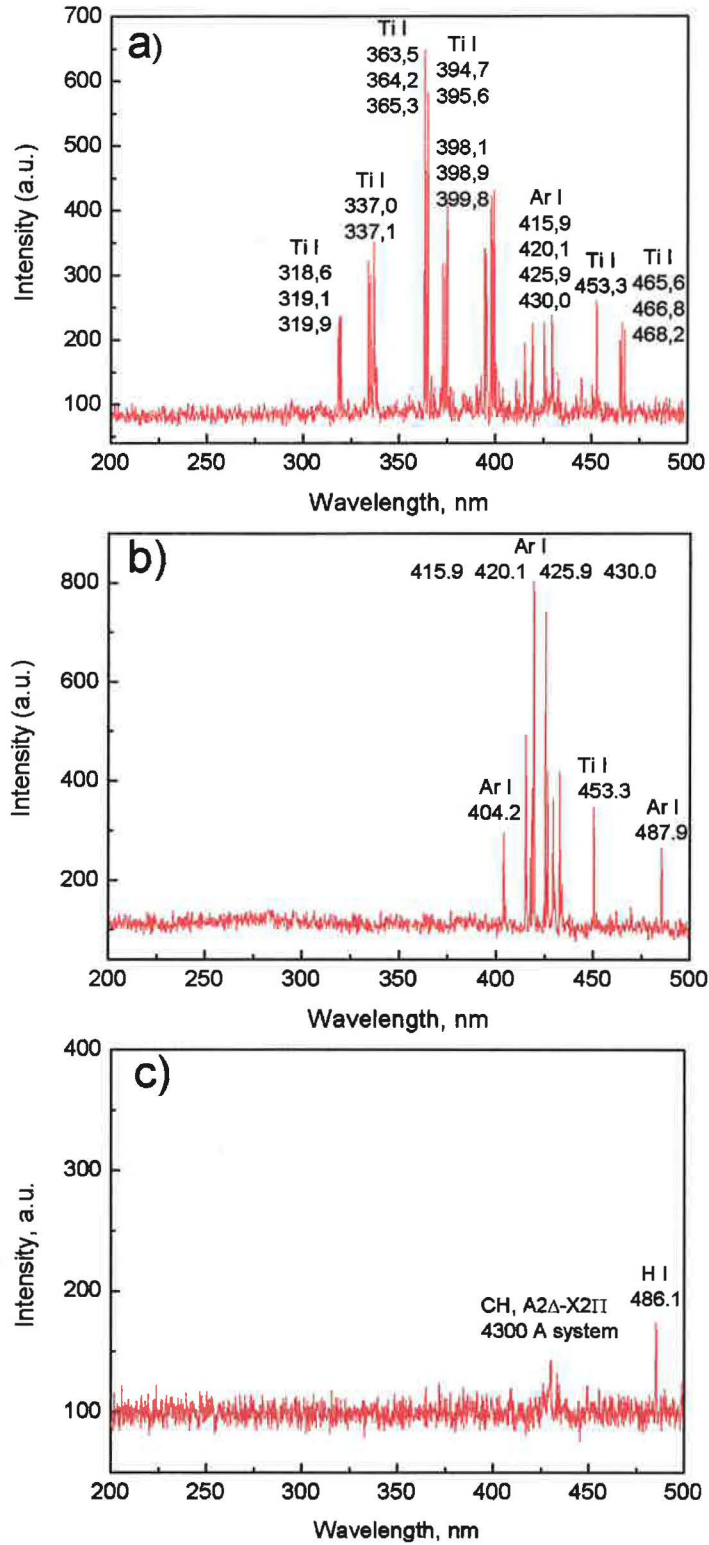 a)
Ti I
363,5
364,2
365,3
Ti I
394,7
395,6
398,1
398,9
399,8
Ti I
337,0
337,1
Ti I
318,6
319,1
319,9
Ar I
415,9
420,1
425,9
430,0
Ti I
453,3
Ti I
465,6
466,8
468,2
Intensity (a.u.)
700
600
500
400
300
200
100
200 250 300 350 400 450 500
Wavelength, nm
b)
Ar I
415.9 420.1 425.9 430.0
Ar I
404.2
Ti I
453.3
Ar I
487.9
Intensity (a.u.)
800
600
400
200
200 250 300 350 400 450 500
Wavelength, nm
c)
CH, A2Δ-X2Π
4300 A system
H I
486.1
Intensity, a.u.
400
300
200
100
200 250 300 350 400 450 500
Wavelength, nm